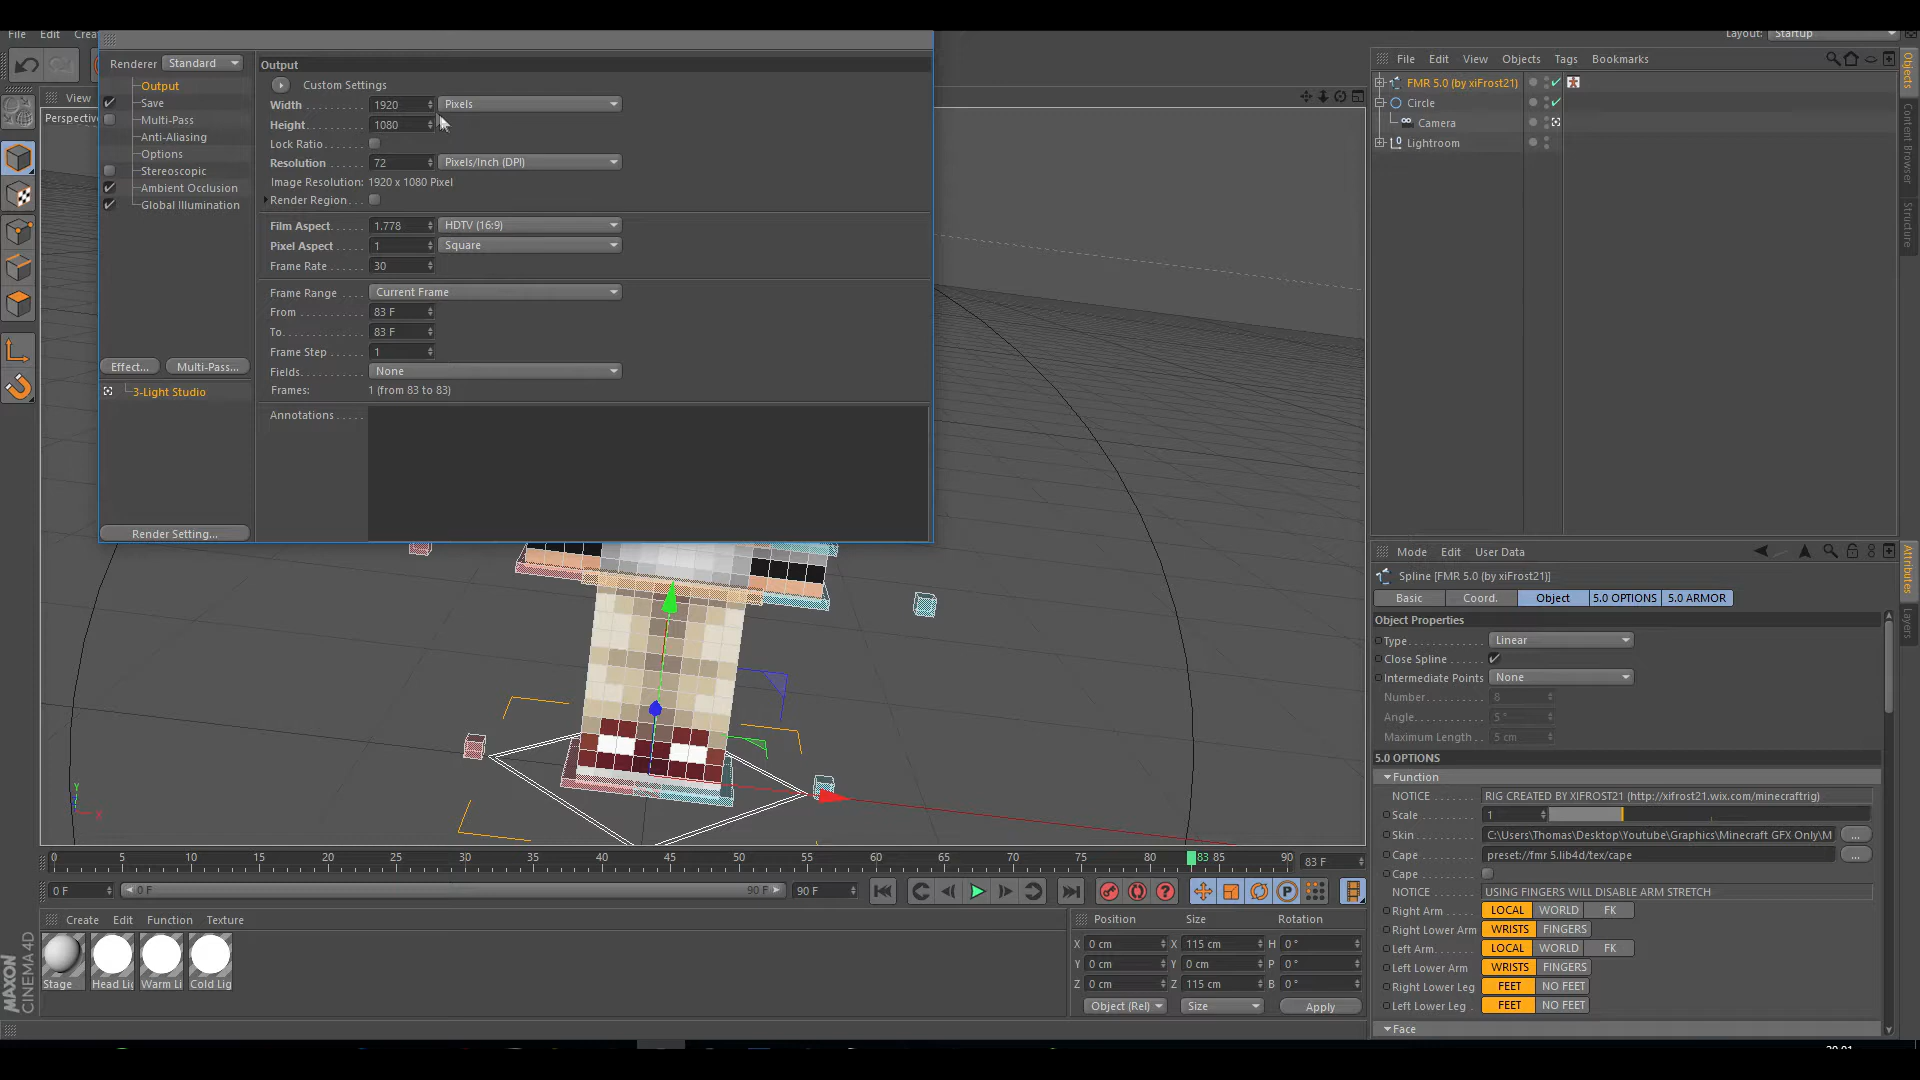 File Edit Crea
Layout: Startup
Renderer Standard
Output
Save
Multi-Pass
Anti-Aliasing
Options
Stereoscopic
Ambient Occlusion
Global Illumination
Effect... Multi-Pass...
3-Light Studio
Render Setting...
Output
Custom Settings
Width 1920 Pixels
Height 1080
Lock Ratio
Resolution 72 Pixels/Inch (DPI)
Image Resolution: 1920 x 1080 Pixel
Render Region
Film Aspect 1.778 HDTV (16:9)
Pixel Aspect 1 Square
Frame Rate 30
Frame Range Current Frame
From 83 F
To 83 F
Frame Step 1
Fields None
Frames: 1 (from 83 to 83)
Annotations
View
Perspectiv
File Edit View Objects Tags Bookmarks
FMR 5.0 (by xiFrost21)
Circle
Camera
Lightroom
Objects
Content Browser
Structure
Mode Edit User Data
Spline [FMR 5.0 (by xiFrost21)]
Basic Coord. Object 5.0 OPTIONS 5.0 ARMOR
Object Properties
Type Linear
Close Spline
Intermediate Points None
Number 8
Angle 5 °
Maximum Length 5 cm
5.0 OPTIONS
Function
NOTICE RIG CREATED BY XIFROST21 (http://xifrost21.wix.com/minecraftrig)
Scale 1
Skin C:\Users\Thomas\Desktop\Youtube\Graphics\Minecraft GFX Only\M ...
Cape preset://fmr 5.lib4d/tex/cape ...
Cape
NOTICE USING FINGERS WILL DISABLE ARM STRETCH
Right Arm LOCAL WORLD FK
Right Lower Arm WRISTS FINGERS
Left Arm LOCAL WORLD FK
Left Lower Arm WRISTS FINGERS
Right Lower Leg FEET NO FEET
Left Lower Leg FEET NO FEET
Face
Attributes
Layers
Y
X
0 5 10 15 20 25 30 35 40 45 50 55 60 65 70 75 80 83 85 90 83 F
0 F 0 F 90 F 90 F
Create Edit Function Texture
Stage Head Lig Warm Li Cold Lig
MAXON CINEMA 4D
Position Size Rotation
X 0 cm X 115 cm H 0 °
Y 0 cm Y 0 cm P 0 °
Z 0 cm Z 115 cm B 0 °
Object (Rel) Size Apply